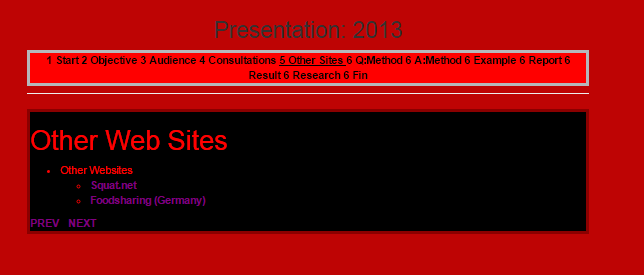 Presentation: 2013
1 Start 2 Objective 3 Audience 4 Consultations 5 Other Sites 6 Q:Method 6 A:Method 6 Example 6 Report 6
Result 6 Research 6 Fin
Other Web Sites
Other Websites
Squat.net
Foodsharing (Germany)
PREV NEXT